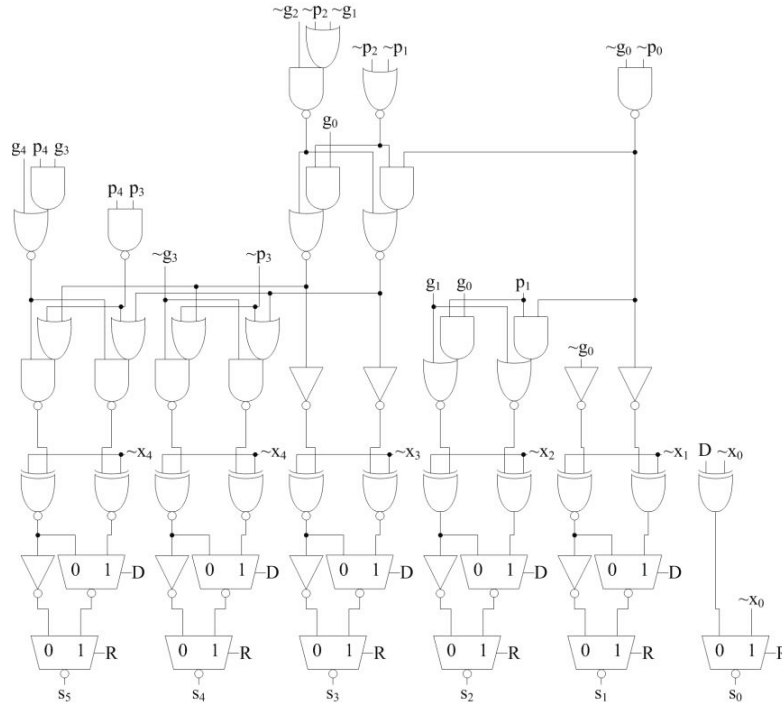 ~g₂ ~p₂ ~g₁
~p₂ ~p₁
~g₀ ~p₀
g₀
g₄ p₄ g₃
p₄ p₃
~g₃
~p₃
g₁ g₀ p₁
~g₀
~x₄
~x₄
~x₃
~x₂
~x₁
D ~x₀
0 1 D
0 1 D
0 1 D
0 1 D
0 1 D
~x₀
0 1 R
0 1 R
0 1 R
0 1 R
0 1 R
0 1 R
s₅ s₄ s₃ s₂ s₁ s₀